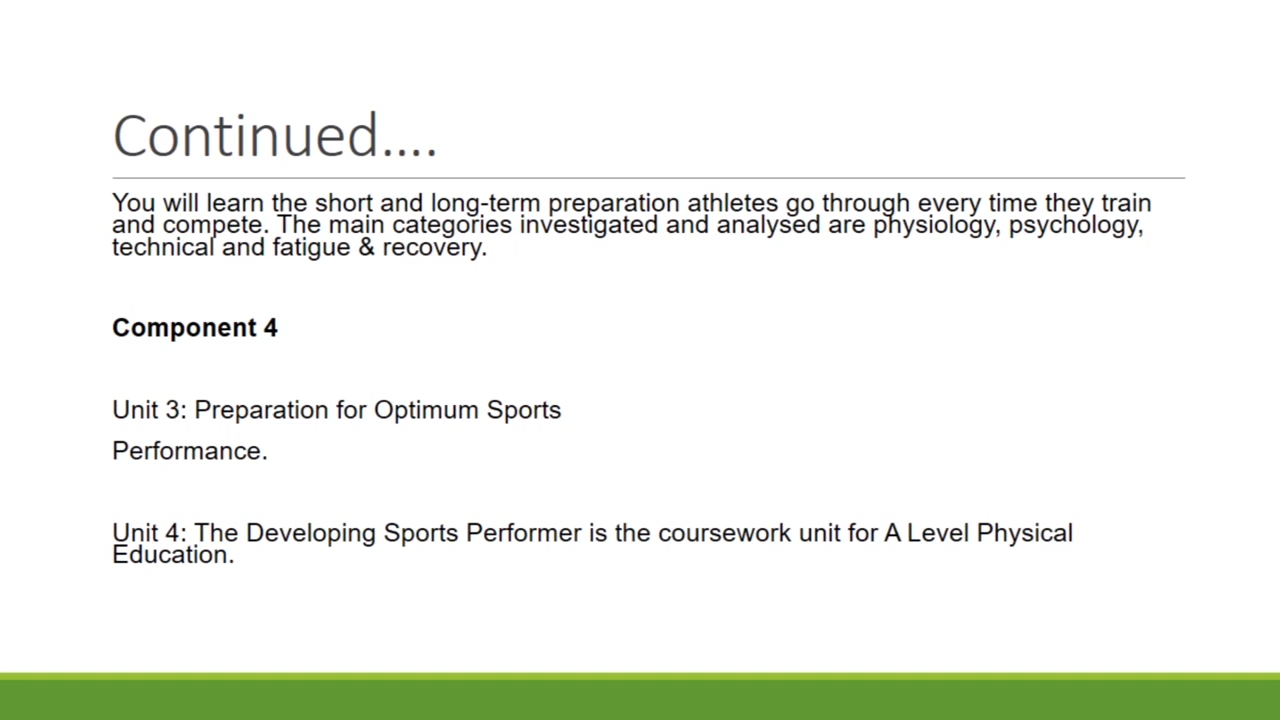 Continued....
You will learn the short and long-term preparation athletes go through every time they train
and compete. The main categories investigated and analysed are physiology, psychology,
technical and fatigue & recovery.
Component 4
Unit 3: Preparation for Optimum Sports
Performance.
Unit 4: The Developing Sports Performer is the coursework unit for A Level Physical
Education.